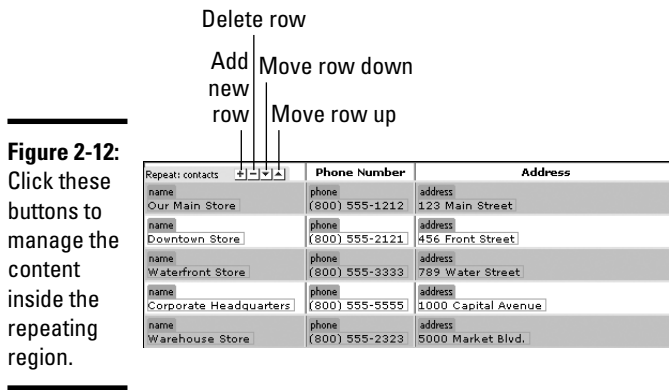 Delete row
Add new row
Move row down
Move row up
Figure 2-12:
Click these
buttons to
manage the
content
inside the
repeating
region.
Repeat: contacts + − Phone Number Address
name phone address
Our Main Store (800) 555-1212 123 Main Street
name phone address
Downtown Store (800) 555-2121 456 Front Street
name phone address
Waterfront Store (800) 555-3333 789 Water Street
name phone address
Corporate Headquarters (800) 555-5555 1000 Capital Avenue
name phone address
Warehouse Store (800) 555-2323 5000 Market Blvd.